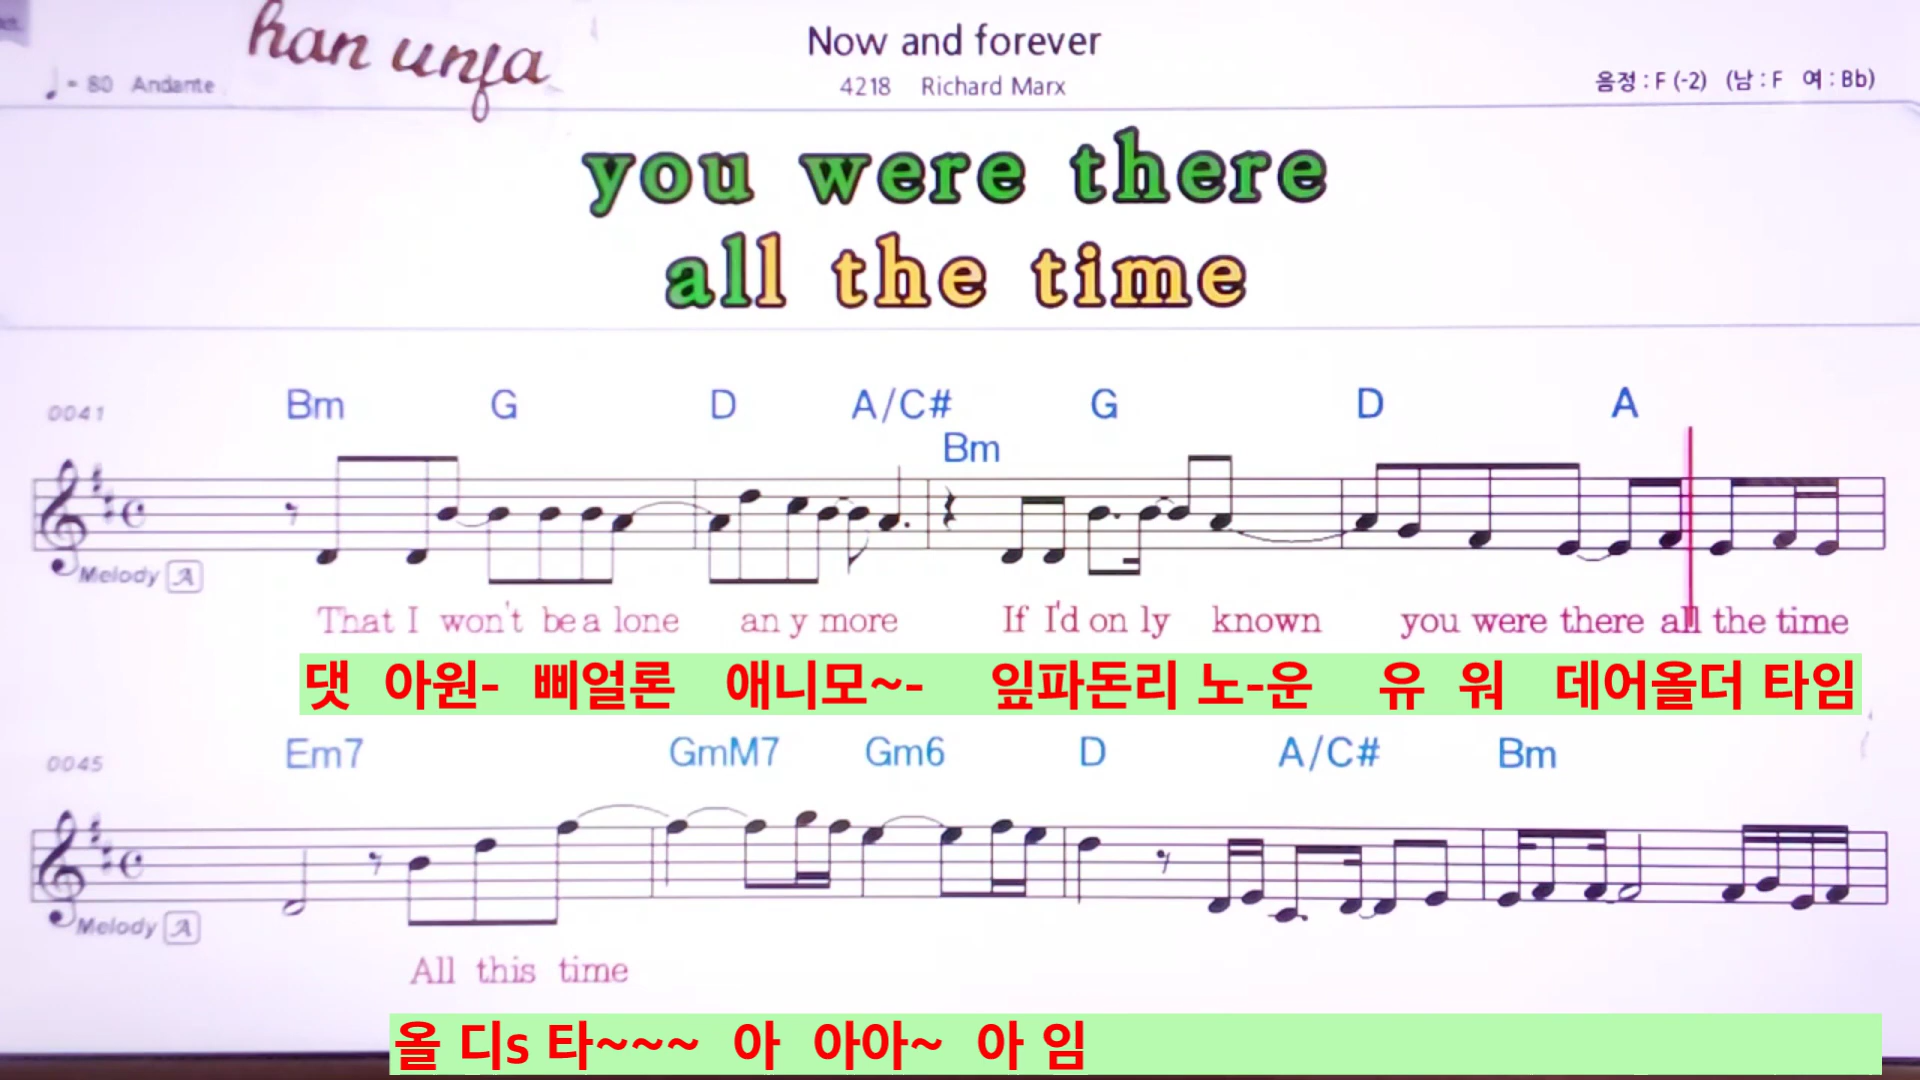 han unfa
Now and forever
♩= 80 Andante
4218 Richard Marx
음정 : F (-2) (남 : F 여 : Bb)
you were there
all the time
0041 Bm G D A/C# Bm G D A
Melody A
That I won't be a lone an y more If I'd on ly known you were there all the time
댓 아원- 삐얼론 애니모~- 잎파돈리 노-운 유 워 데어올더 타임
0045 Em7 GmM7 Gm6 D A/C# Bm
Melody A
All this time
올 디s 타~~~ 아 아아~ 아 임